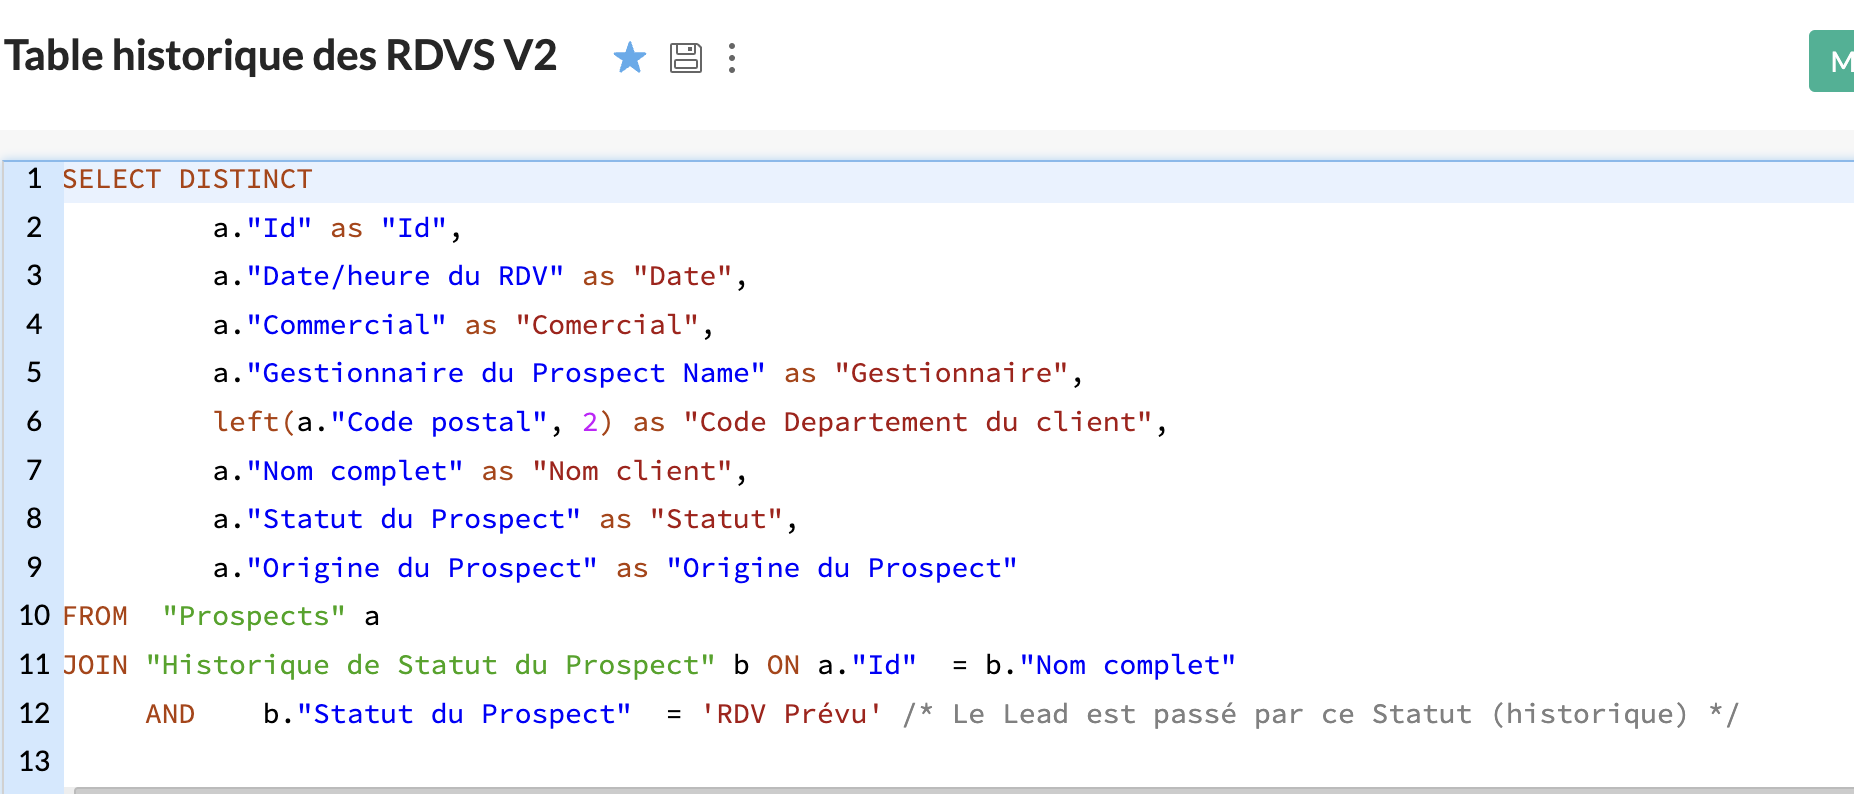 Table historique des RDVS V2
M
1 SELECT DISTINCT
2 a."Id" as "Id",
3 a."Date/heure du RDV" as "Date",
4 a."Commercial" as "Comercial",
5 a."Gestionnaire du Prospect Name" as "Gestionnaire",
6 left(a."Code postal", 2) as "Code Departement du client",
7 a."Nom complet" as "Nom client",
8 a."Statut du Prospect" as "Statut",
9 a."Origine du Prospect" as "Origine du Prospect"
10 FROM "Prospects" a
11 JOIN "Historique de Statut du Prospect" b ON a."Id" = b."Nom complet"
12 AND b."Statut du Prospect" = 'RDV Prévu' /* Le Lead est passé par ce Statut (historique) */
13